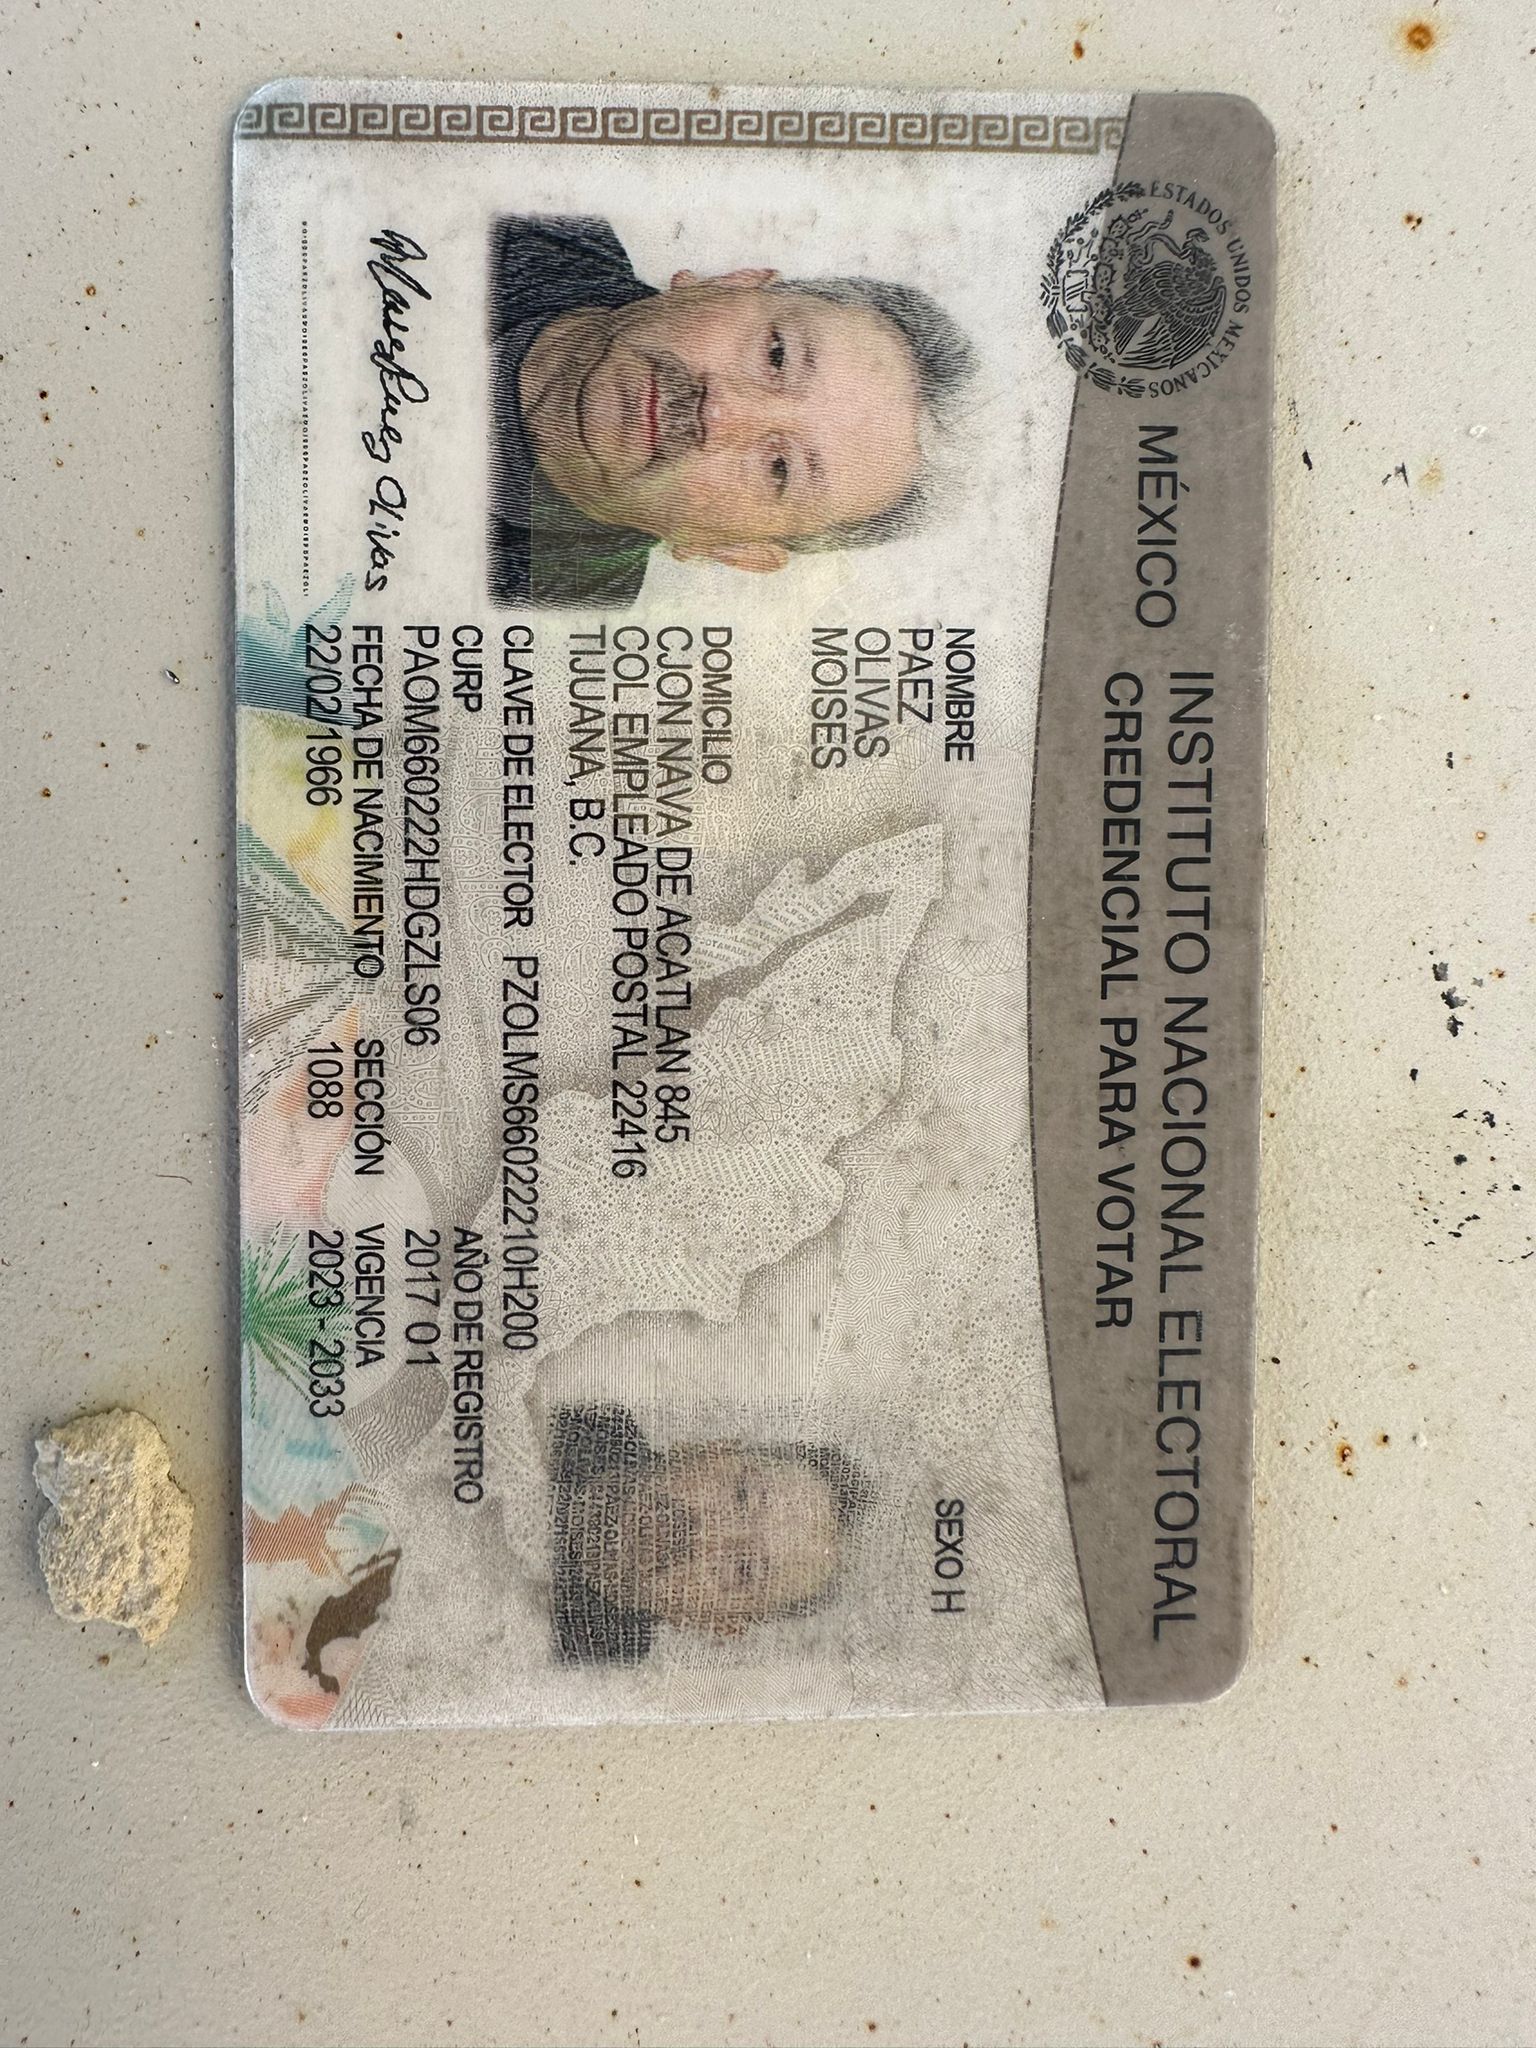 ESTADOS UNIDOS MEXICANOS
MÉXICO
INSTITUTO NACIONAL ELECTORAL
CREDENCIAL PARA VOTAR
NOMBRE
PAEZ
OLIVAS
MOISES
SEXO H
DOMICILIO
CJON NAVA DE ACATLAN 845
COL EMPLEADO POSTAL 22416
TIJUANA, B.C.
CLAVE DE ELECTOR PZOLMS66022210H200
CURP
PAOM660222HDGZLS06
AÑO DE REGISTRO
2017 01
FECHA DE NACIMIENTO
22/02/1966
SECCIÓN
1088
VIGENCIA
2023 - 2033
Olivas